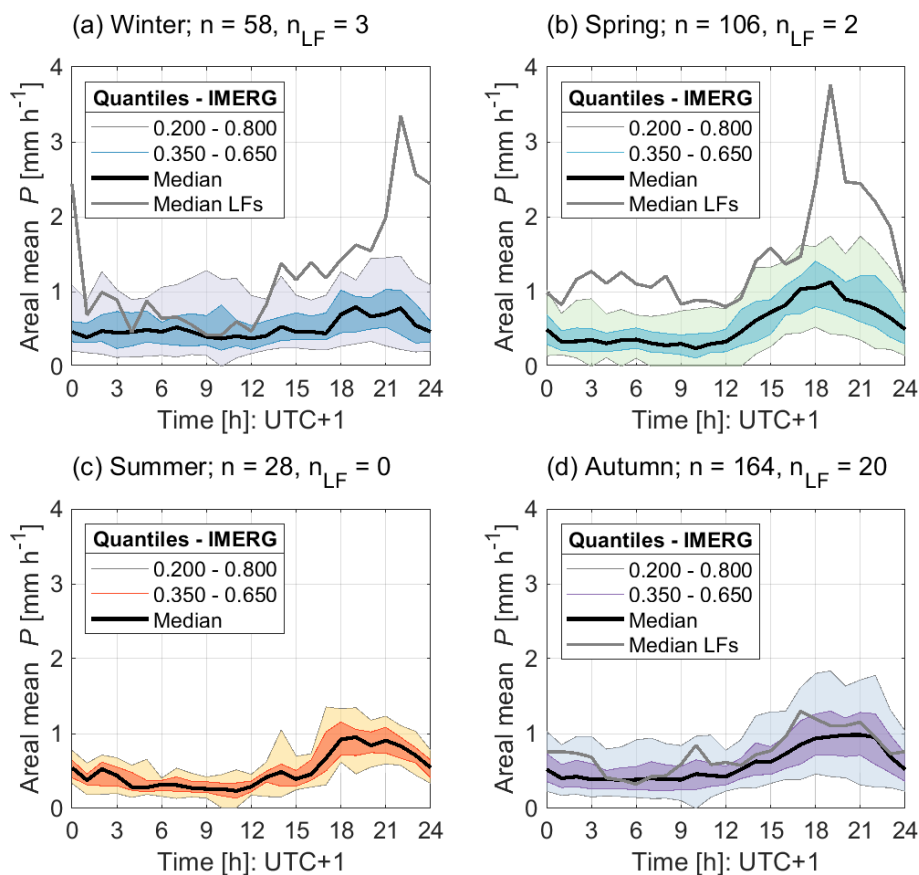 (a) Winter; n = 58, n_LF = 3
4
3
2
1
0
Areal mean P [mm h⁻¹]
Quantiles - IMERG
0.200 - 0.800
0.350 - 0.650
Median
Median LFs
0 3 6 9 12 15 18 21 24
Time [h]: UTC+1
(b) Spring; n = 106, n_LF = 2
4
3
2
1
0
Areal mean P [mm h⁻¹]
Quantiles - IMERG
0.200 - 0.800
0.350 - 0.650
Median
Median LFs
0 3 6 9 12 15 18 21 24
Time [h]: UTC+1
(c) Summer; n = 28, n_LF = 0
4
3
2
1
0
Areal mean P [mm h⁻¹]
Quantiles - IMERG
0.200 - 0.800
0.350 - 0.650
Median
0 3 6 9 12 15 18 21 24
Time [h]: UTC+1
(d) Autumn; n = 164, n_LF = 20
4
3
2
1
0
Areal mean P [mm h⁻¹]
Quantiles - IMERG
0.200 - 0.800
0.350 - 0.650
Median
Median LFs
0 3 6 9 12 15 18 21 24
Time [h]: UTC+1